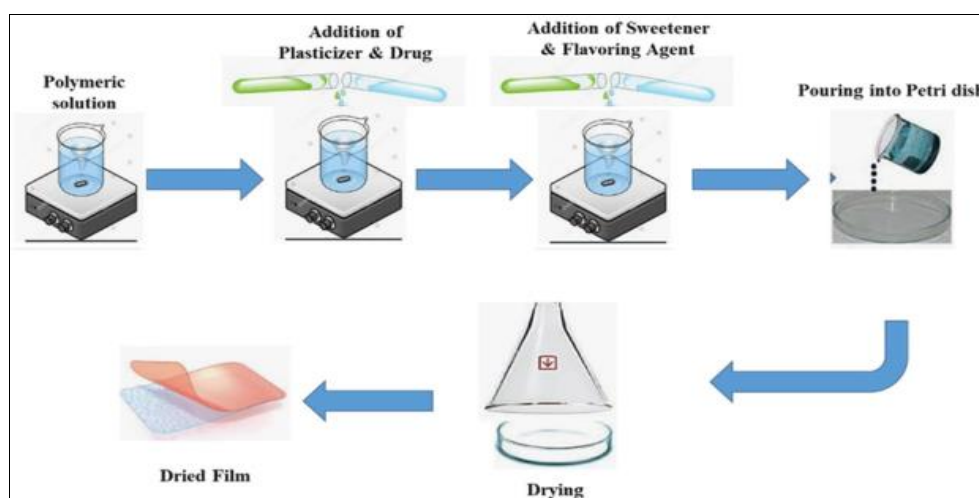 Polymeric
solution
Addition of
Plasticizer & Drug
Addition of Sweetener
& Flavoring Agent
Pouring into Petri dish
Dried Film
Drying